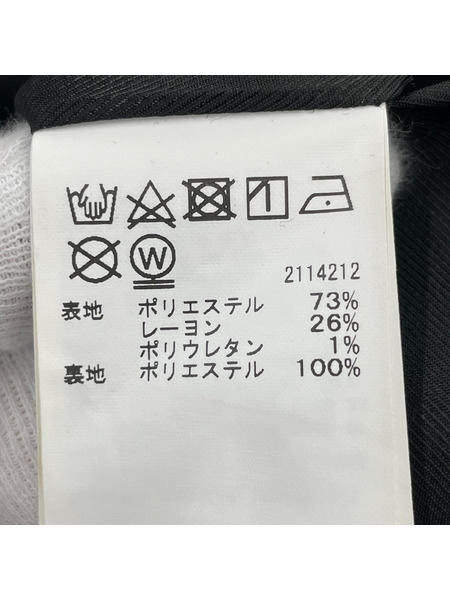 W
2114212
表地 ポリエステル 73%
レーヨン 26%
ポリウレタン 1%
裏地 ポリエステル 100%